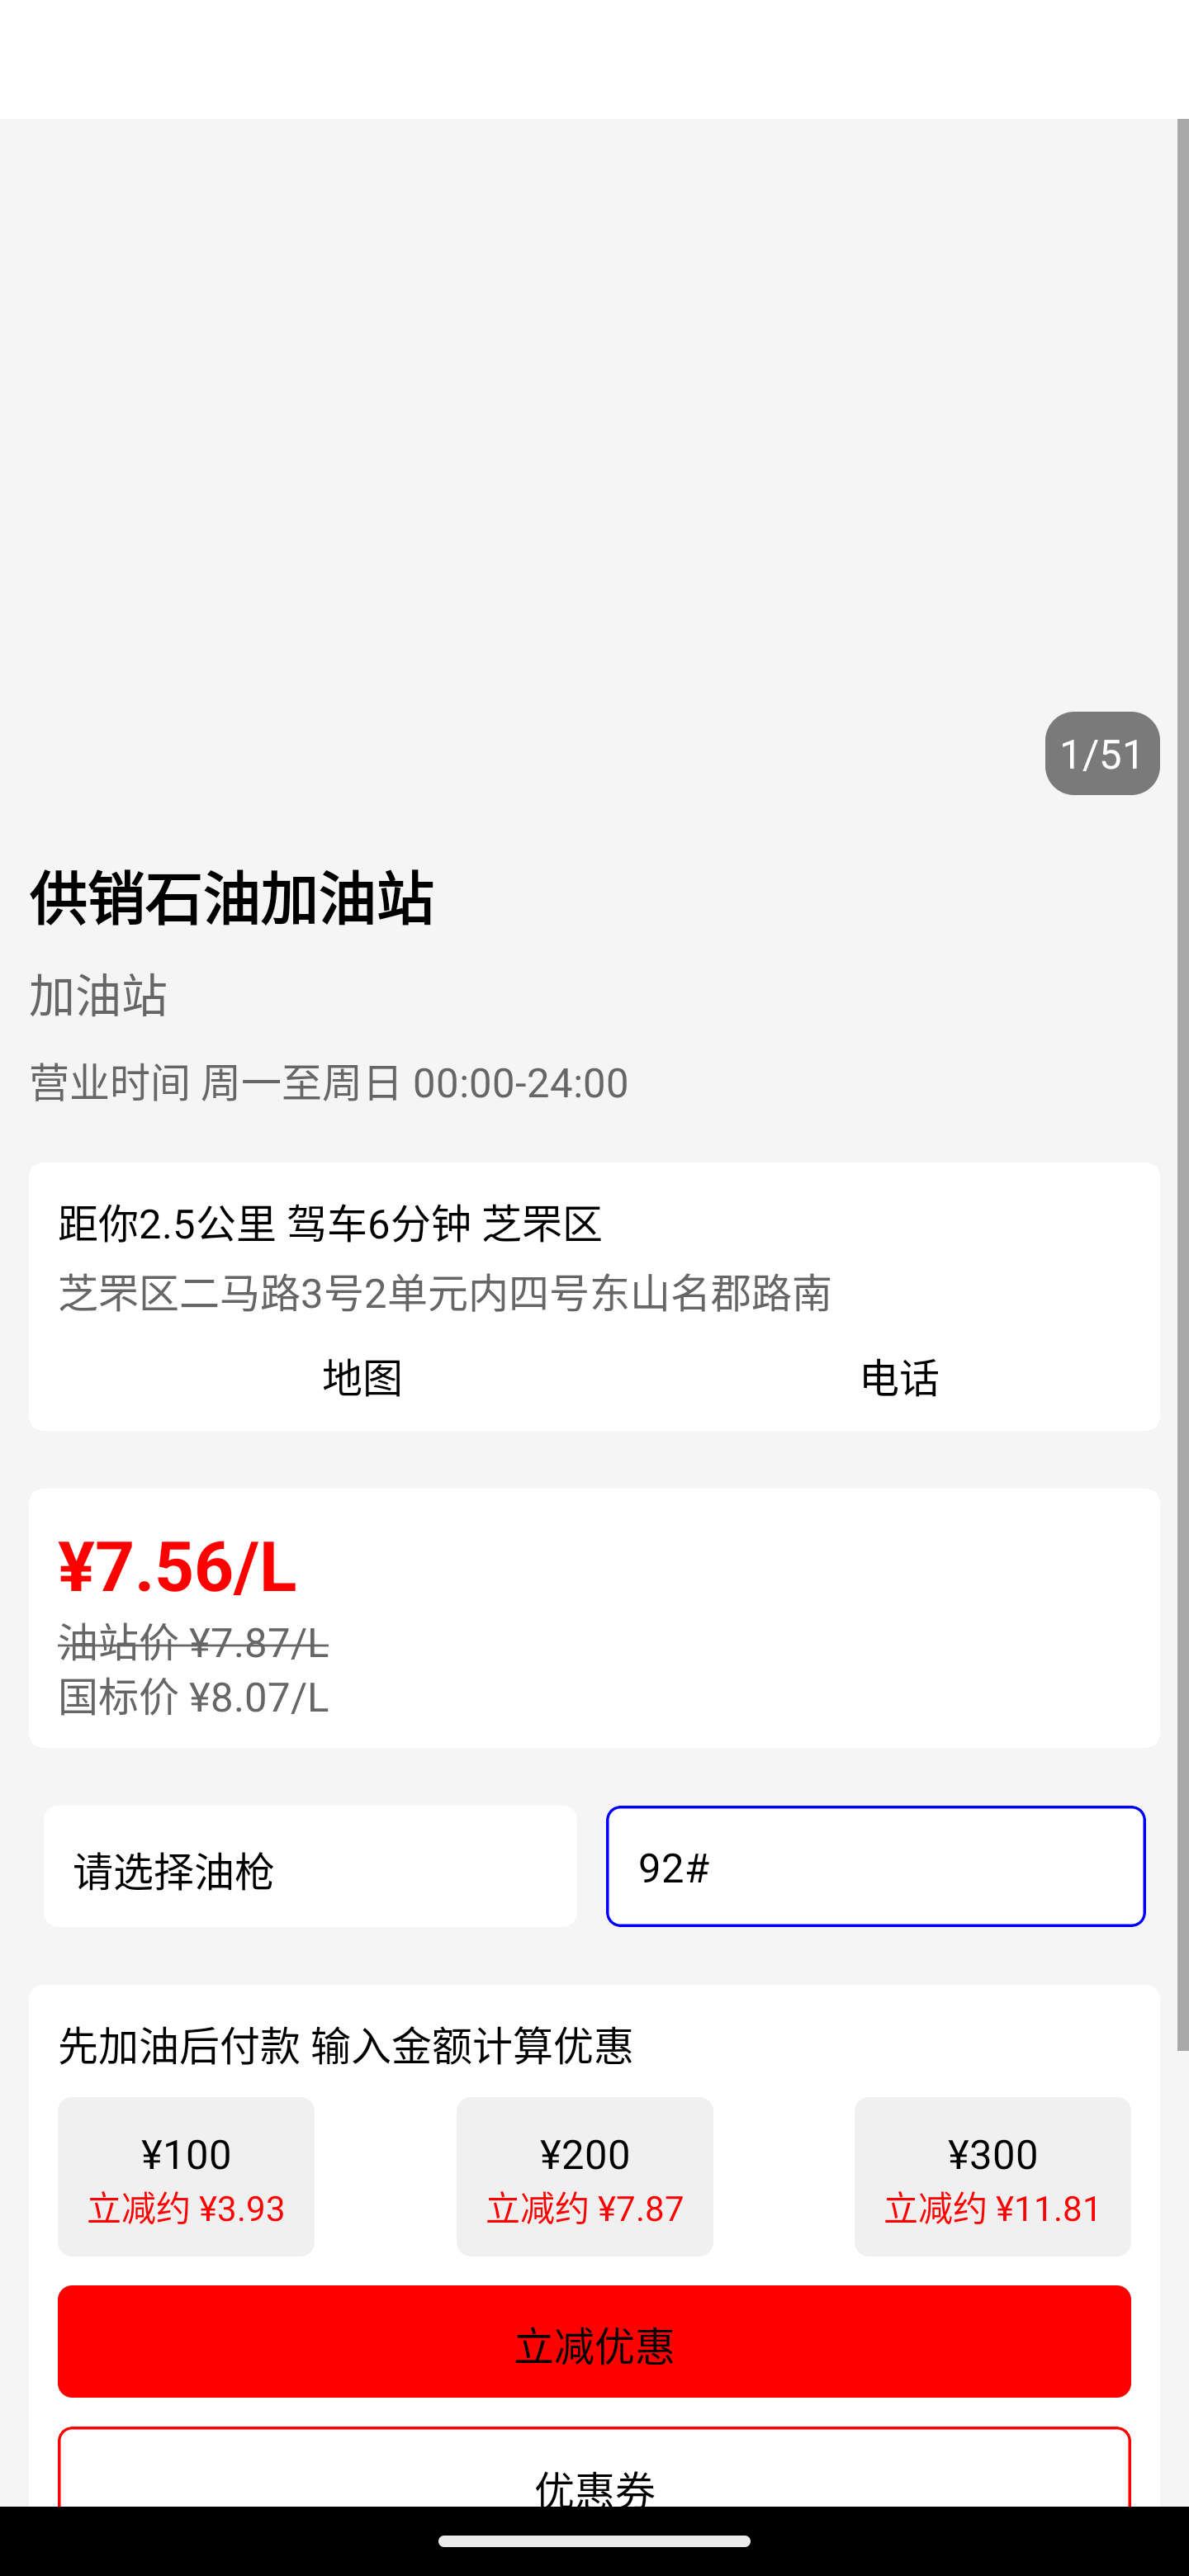 1/51
供销石油加油站
加油站
营业时间 周一至周日 00:00-24:00
距你2.5公里 驾车6分钟 芝罘区
芝罘区二马路3号2单元内四号东山名郡路南
地图 电话
¥7.56/L
油站价 ¥7.87/L
国标价 ¥8.07/L
请选择油枪 92#
先加油后付款 输入金额计算优惠
¥100 ¥200 ¥300
立减约 ¥3.93 立减约 ¥7.87 立减约 ¥11.81
立减优惠
优惠券